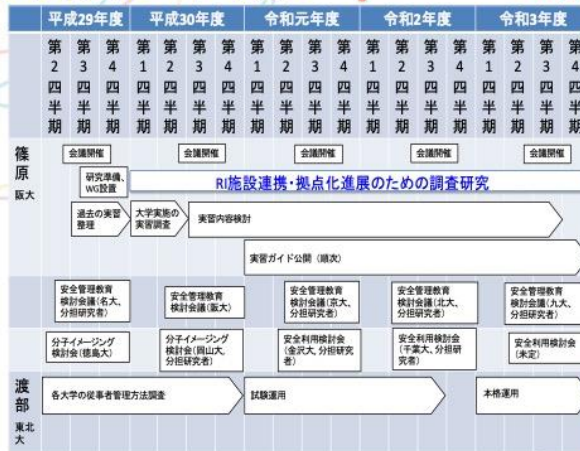 平成29年度 平成30年度 令和元年度 令和2年度 令和3年度
第2四半期 第3四半期 第4四半期 第1四半期 第2四半期 第3四半期 第4四半期 第1四半期 第2四半期 第3四半期 第4四半期 第1四半期 第2四半期 第3四半期 第4四半期 第1四半期 第2四半期 第3四半期 第4四半期
篠原
阪大
会議開催 会議開催 会議開催 会議開催 会議開催
研究準備、
WG設置
RI施設連携・拠点化進展のための調査研究
過去の実習
整理
大学実施の
実習調査
実習内容検討
実習ガイド公開（順次）
安全管理教育
検討会議(名大、
分担研究者)
安全管理教育
検討会議(阪大)
安全管理教育
検討会議(京大、
分担研究者)
安全管理教育
検討会議(北大、
分担研究者)
安全管理教育
検討会議(九大、
分担研究者)
分子イメージング
検討会(徳島大)
分子イメージング
検討会(岡山大、
分担研究者)
安全利用検討会
(金沢大、分担研究
者)
安全利用検討会
(千葉大、分担研
究者)
安全利用検討会
(未定)
渡部
東北大
各大学の従事者管理方法調査
試験運用
本格運用